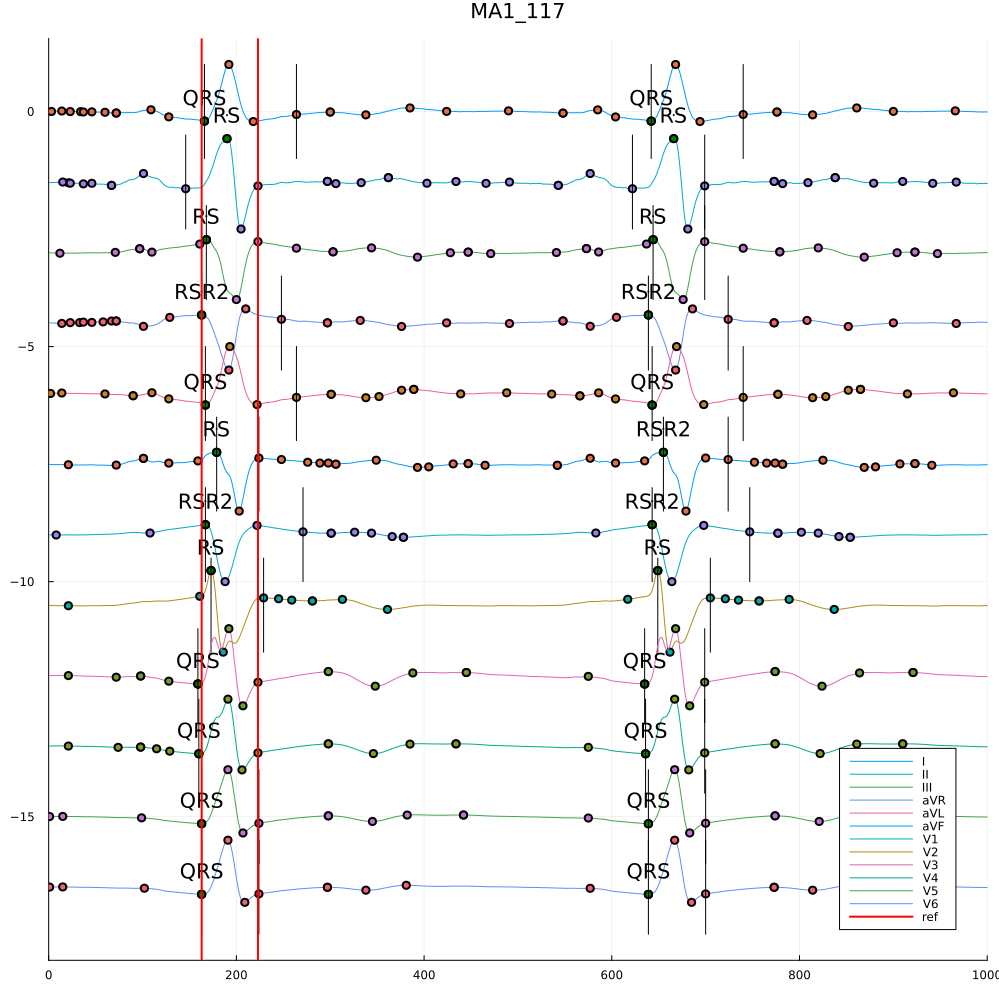 MA1_117
0
QRS QRS
RS RS
RS RS
RSR2 RSR2
−5
QRS QRS
RS RSR2
RSR2 RSR2
RS RS
−10
QRS QRS
QRS QRS
I
II
III
QRS QRS
−15
aVR
aVL
aVF
V1
V2
V3
QRS QRS
V4
V5
V6
ref
0 200 400 600 800 1000